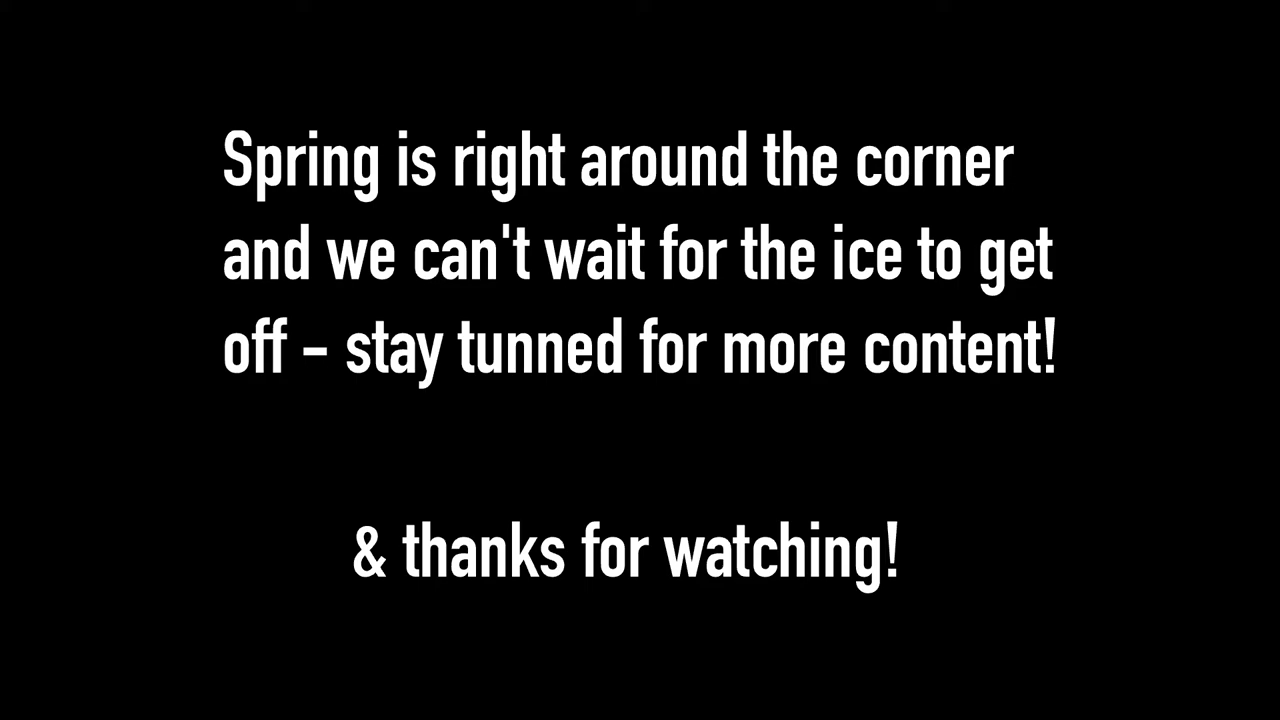 Spring is right around the corner
and we can't wait for the ice to get
off – stay tunned for more content!
& thanks for watching!